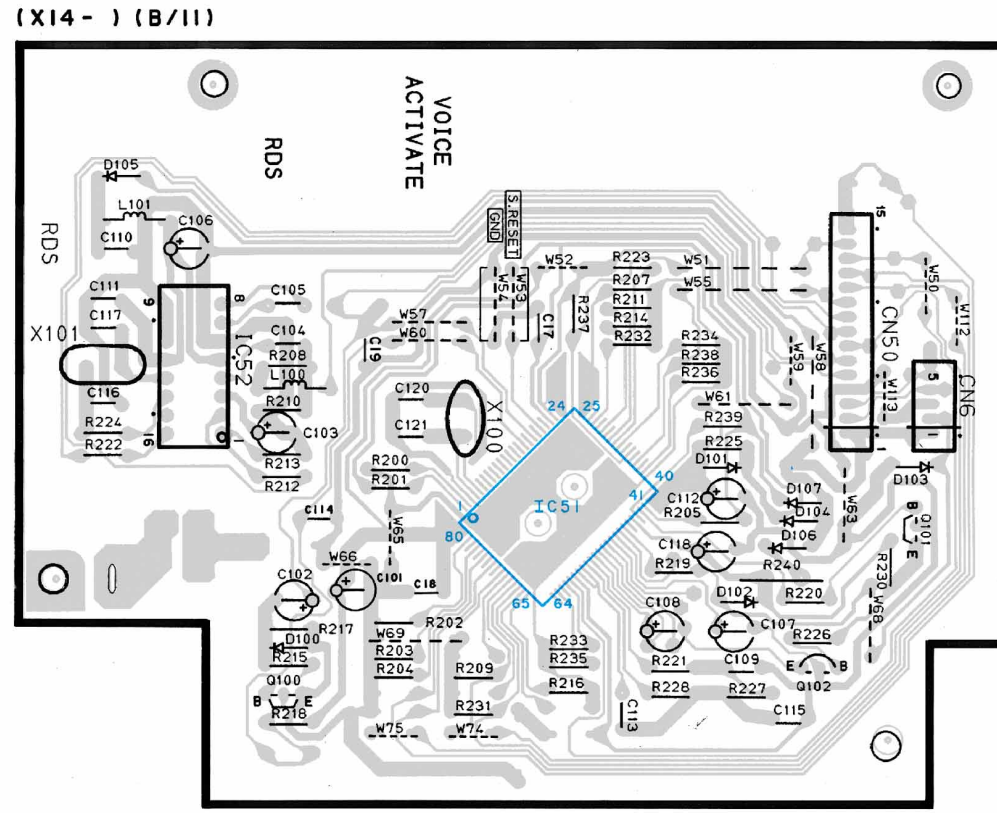 (X14- ) (B/11)
VOICE
ACTIVATE
RDS
D105
L101
C106
C110
RDS
S.RESET
GND
W52
R223
W51
15
W50
R207
W55
C111
9
8
C105
W54
W53
R211
R237
C117
R214
C17
W112
X101
W57
W60
R232
R234
CN50
C104
C19
R238
W59
W58
IC52
R208
R236
L100
5
CN6
W113
C116
R210
C120
W61
24
25
X100
R239
R224
C103
C121
16
1
1
1
R222
R225
R213
R200
D101
D103
40
R212
R201
41
C112
D107
W63
B
Q101
E
1
IC51
R205
D104
C114
80
W65
C118
D106
W66
R219
R240
R230
C102
C101
C18
65
64
D102
R220
W68
C108
C107
R217
R202
D100
W69
R233
R226
R215
R203
R235
R204
R209
R221
C109
E
B
Q100
R216
Q102
B
E
R228
R227
R218
R231
C113
C115
W75
W74